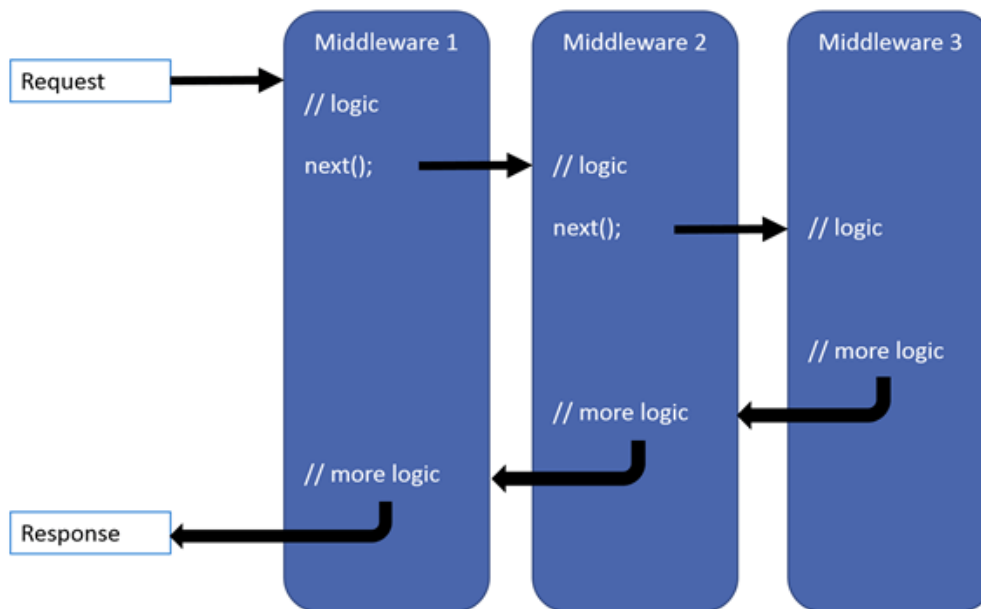 Middleware 1
Middleware 2
Middleware 3
Request
// logic
next();
// logic
next();
// logic
// more logic
// more logic
// more logic
Response